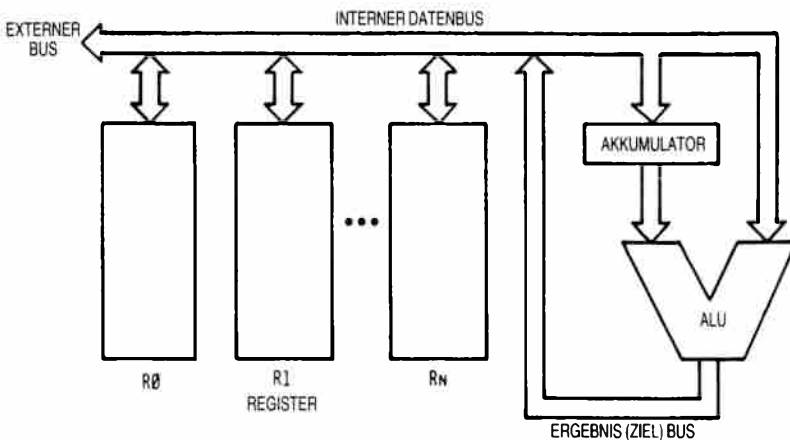 INTERNER DATENBUS
EXTERNER
BUS
AKKUMULATOR
ALU
RØ
R1
RN
REGISTER
ERGEBNIS (ZIEL) BUS